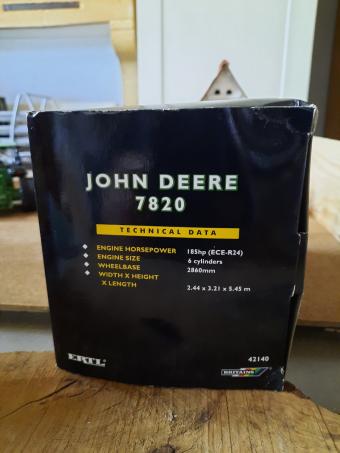 JOHN DEERE
7820
TECHNICAL DATA
ENGINE HORSEPOWER 185hp (ECE-R24)
ENGINE SIZE 6 cylinders
WHEELBASE 2860mm
WIDTH X HEIGHT
X LENGTH 2.44 x 3.21 x 5.45 m
ERTL
42140
BRITAINS